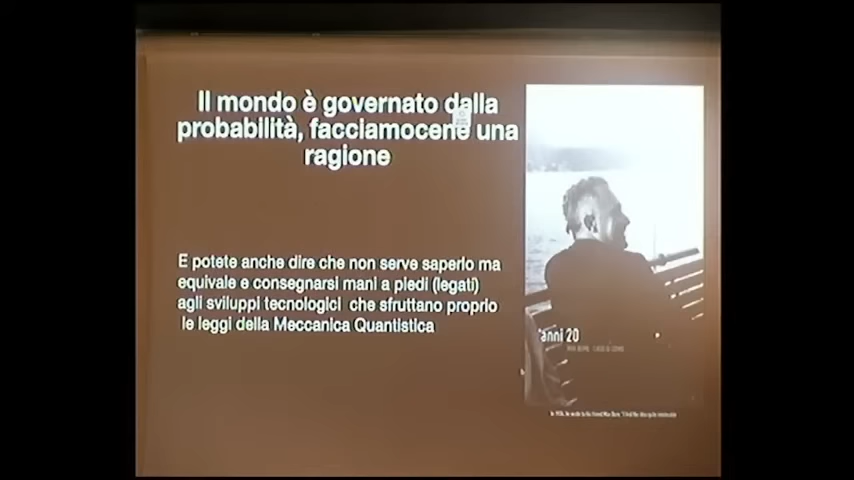 Il mondo è governato dalla
probabilità, facciamocene una
ragione
E potete anche dire che non serve saperlo ma
equivale e consegnarsi mani a piedi (legati)
agli sviluppi tecnologici che sfruttano proprio
le leggi della Meccanica Quantistica
anni 20